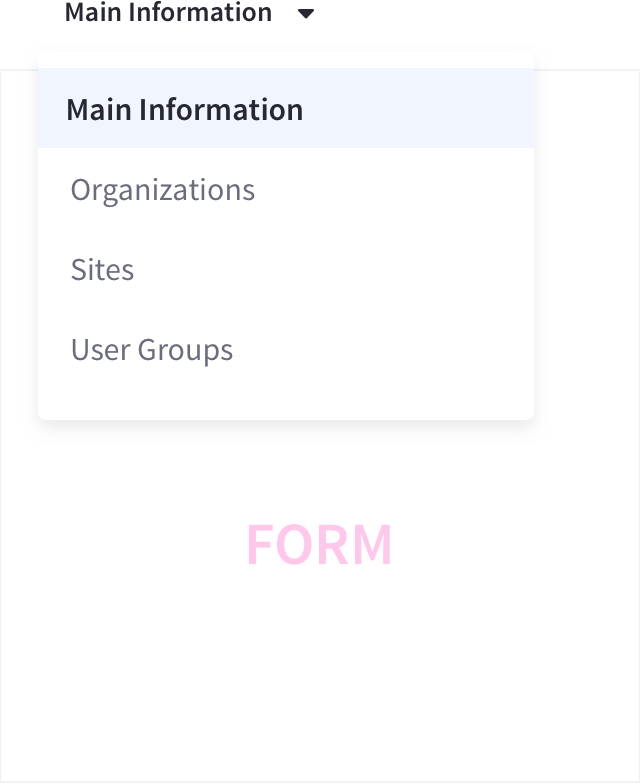 Main Information
Main Information
Organizations
Sites
User Groups
FORM